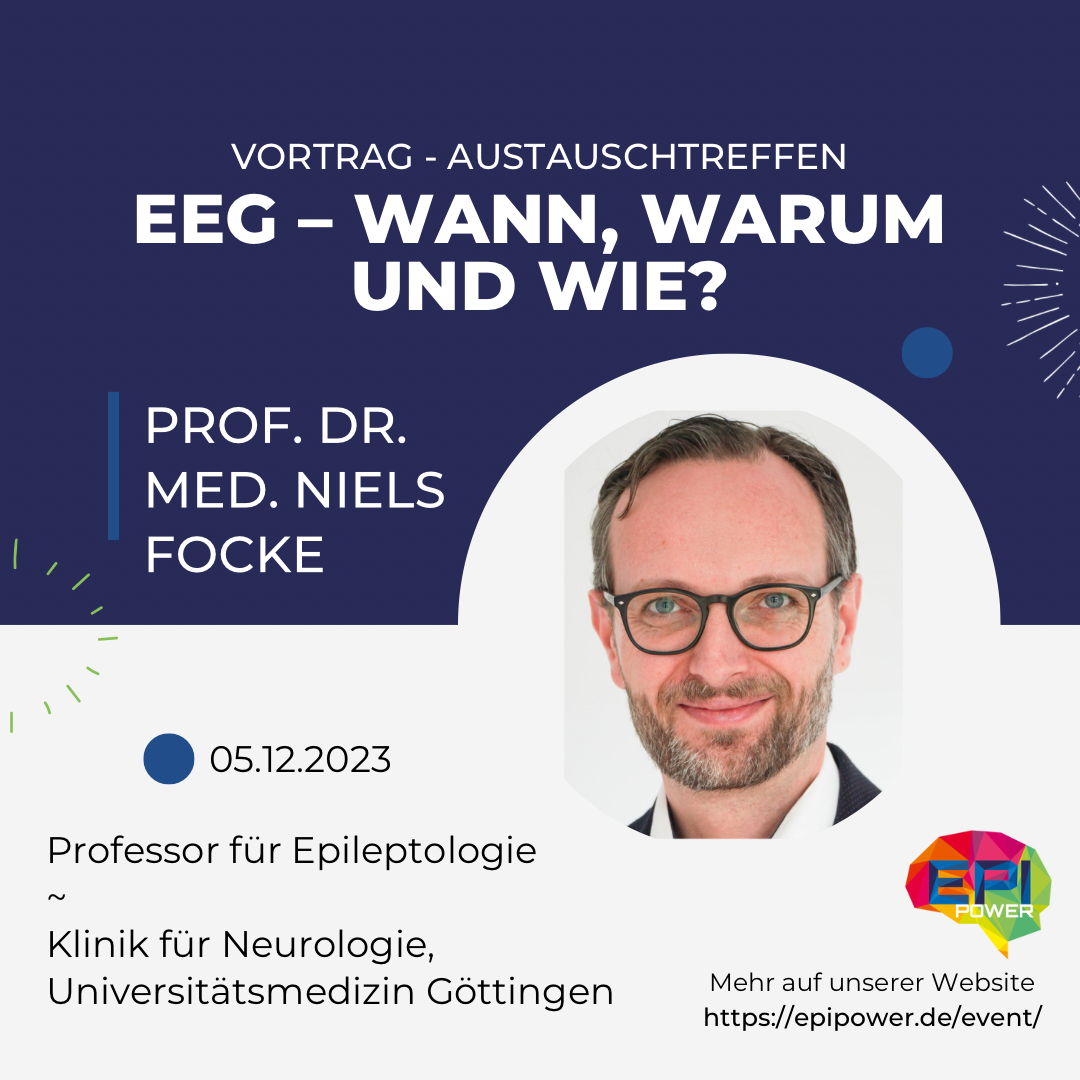 VORTRAG - AUSTAUSCHTREFFEN
EEG – WANN, WARUM
UND WIE?
PROF. DR.
MED. NIELS
FOCKE
05.12.2023
Professor für Epileptologie
~
Klinik für Neurologie,
Universitätsmedizin Göttingen
EPI
POWER
Mehr auf unserer Website
https://epipower.de/event/